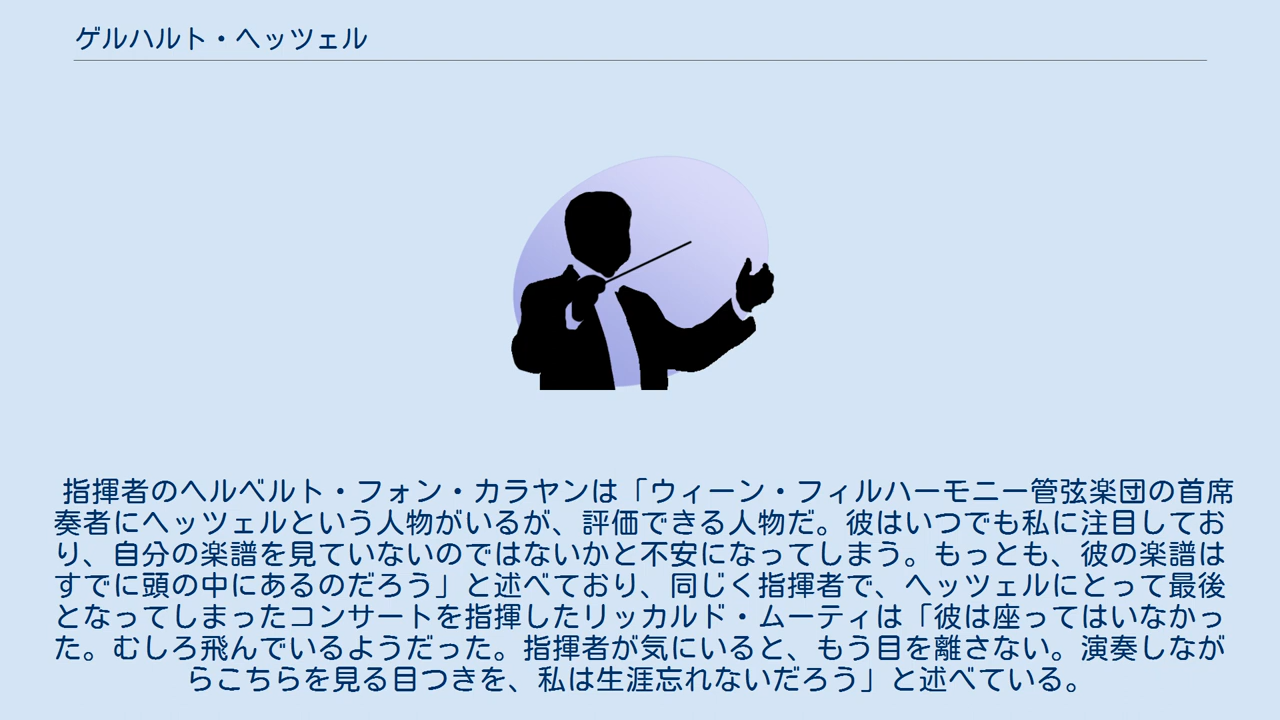 ゲルハルト・ヘッツェル
指揮者のヘルベルト・フォン・カラヤンは「ウィーン・フィルハーモニー管弦楽団の首席
奏者にヘッツェルという人物がいるが、評価できる人物だ。彼はいつでも私に注目してお
り、自分の楽譜を見ていないのではないかと不安になってしまう。もっとも、彼の楽譜は
すでに頭の中にあるのだろう」と述べており、同じく指揮者で、ヘッツェルにとって最後
となってしまったコンサートを指揮したリッカルド・ムーティは「彼は座ってはいなかっ
た。むしろ飛んでいるようだった。指揮者が気にいると、もう目を離さない。演奏しなが
らこちらを見る目つきを、私は生涯忘れないだろう」と述べている。